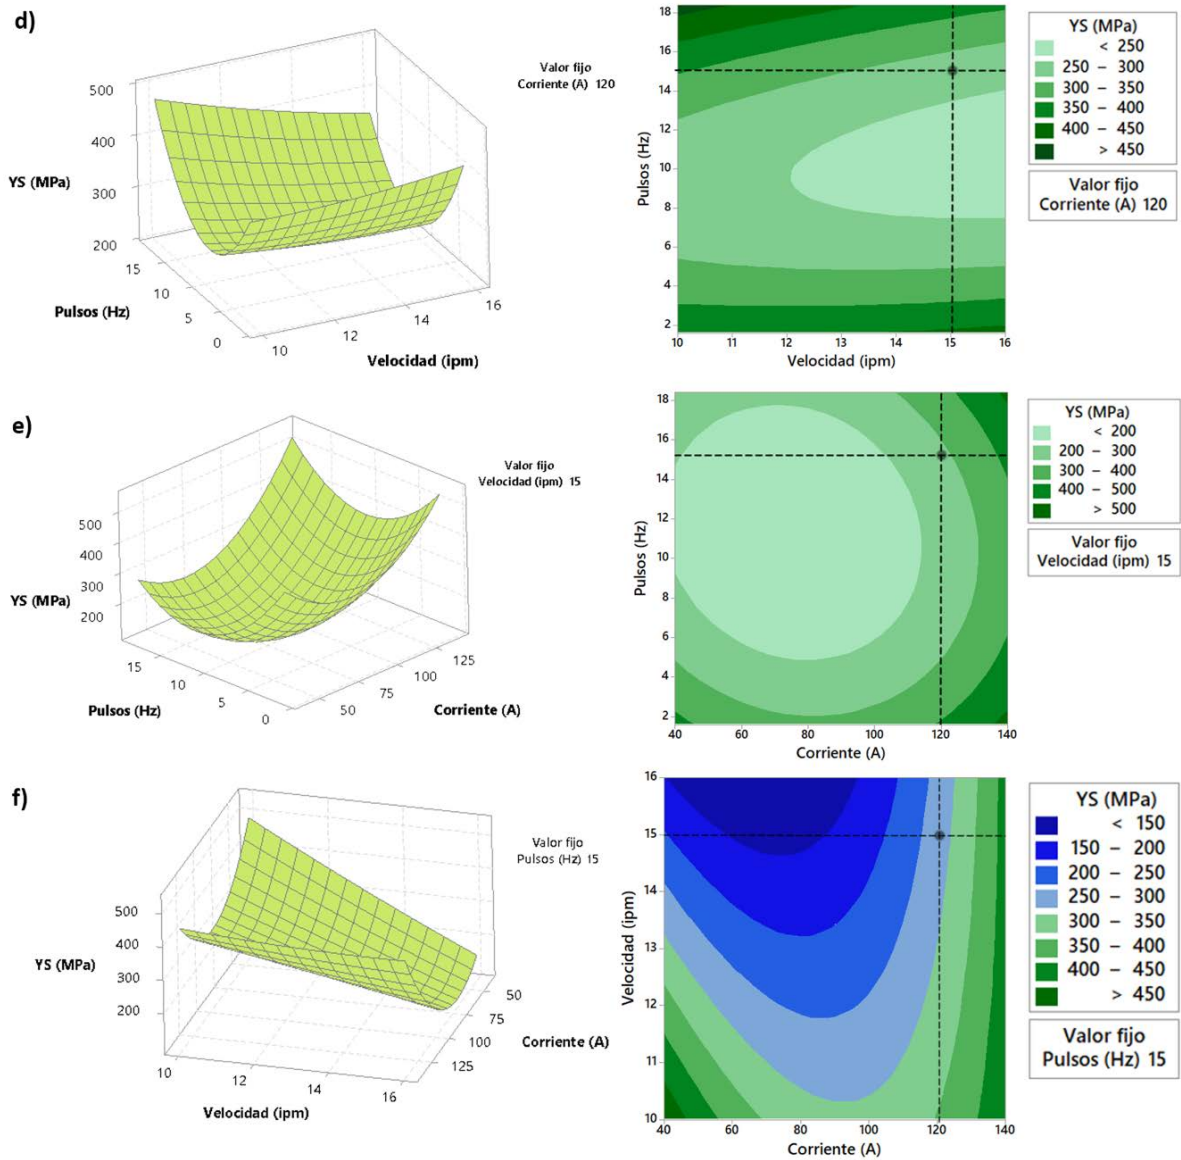 d)
Valor fijo
Corriente (A) 120
500
400
YS (MPa)
300
200
15
10
Pulsos (Hz)
5
0
10
12
14
16
Velocidad (ipm)
18
16
14
12
10
8
6
4
2
Pulsos (Hz)
10 11 12 13 14 15 16
Velocidad (ipm)
YS (MPa)
< 250
250 – 300
300 – 350
350 – 400
400 – 450
> 450
Valor fijo
Corriente (A) 120
e)
Valor fijo
Velocidad (ipm) 15
500
400
300
YS (MPa)
200
15
10
5
0
Pulsos (Hz)
50
75
100
125
Corriente (A)
18
16
14
12
10
8
6
4
2
Pulsos (Hz)
40 60 80 100 120 140
Corriente (A)
YS (MPa)
< 200
200 – 300
300 – 400
400 – 500
> 500
Valor fijo
Velocidad (ipm) 15
f)
Valor fijo
Pulsos (Hz) 15
500
400
YS (MPa)
300
200
10
12
14
16
Velocidad (ipm)
50
75
100
125
Corriente (A)
16
15
14
13
12
11
10
Velocidad (ipm)
40 60 80 100 120 140
Corriente (A)
YS (MPa)
< 150
150 – 200
200 – 250
250 – 300
300 – 350
350 – 400
400 – 450
> 450
Valor fijo
Pulsos (Hz) 15